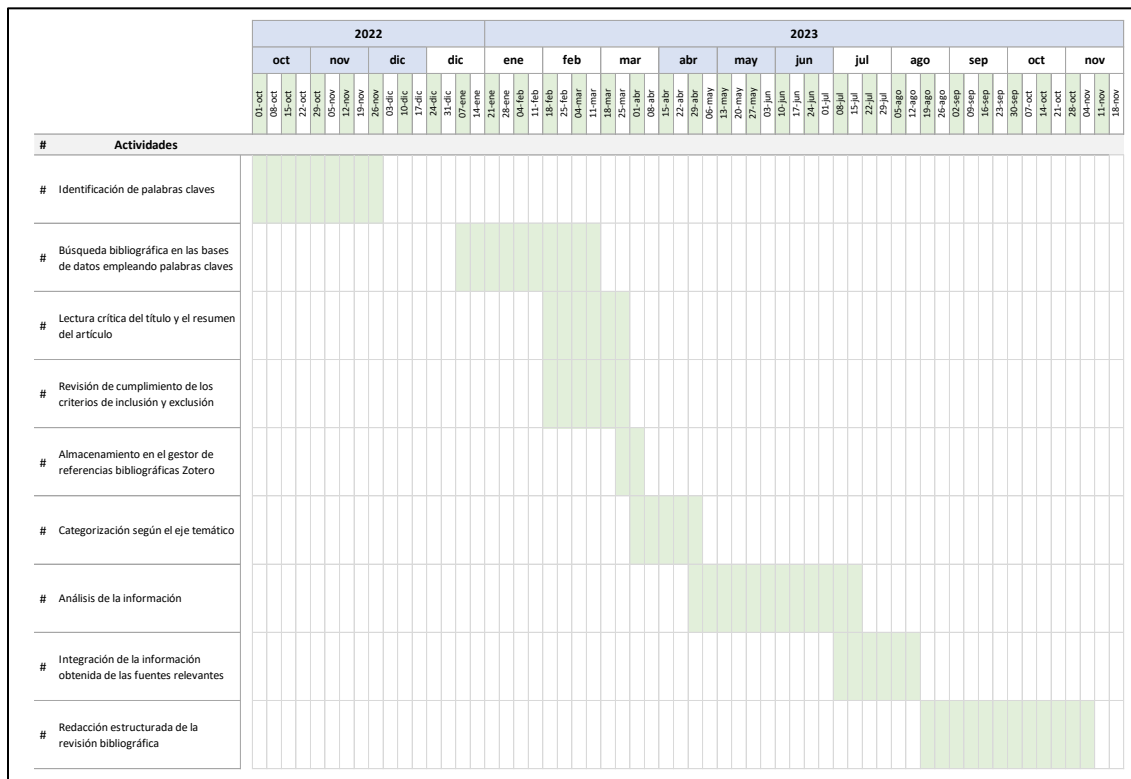 2022 2023
oct nov dic dic ene feb mar abr may jun jul ago sep oct nov
01-oct 08-oct 15-oct 22-oct 29-oct 05-nov 12-nov 19-nov 26-nov 03-dic 10-dic 17-dic 24-dic 31-dic 07-ene 14-ene 21-ene 28-ene 04-feb 11-feb 18-feb 25-feb 04-mar 11-mar 18-mar 25-mar 01-abr 08-abr 15-abr 22-abr 29-abr 06-may 13-may 20-may 27-may 03-jun 10-jun 17-jun 24-jun 01-jul 08-jul 15-jul 22-jul 29-jul 05-ago 12-ago 19-ago 26-ago 02-sep 09-sep 16-sep 23-sep 30-sep 07-oct 14-oct 21-oct 28-oct 04-nov 11-nov 18-nov
# Actividades
# Identificación de palabras claves
Búsqueda bibliográfica en las bases
# de datos empleando palabras claves
Lectura crítica del título y el resumen
# del artículo
Revisión de cumplimiento de los
# criterios de inclusión y exclusión
Almacenamiento en el gestor de
# referencias bibliográficas Zotero
# Categorización según el eje temático
# Análisis de la información
Integración de la información
# obtenida de las fuentes relevantes
Redacción estructurada de la
# revisión bibliográfica